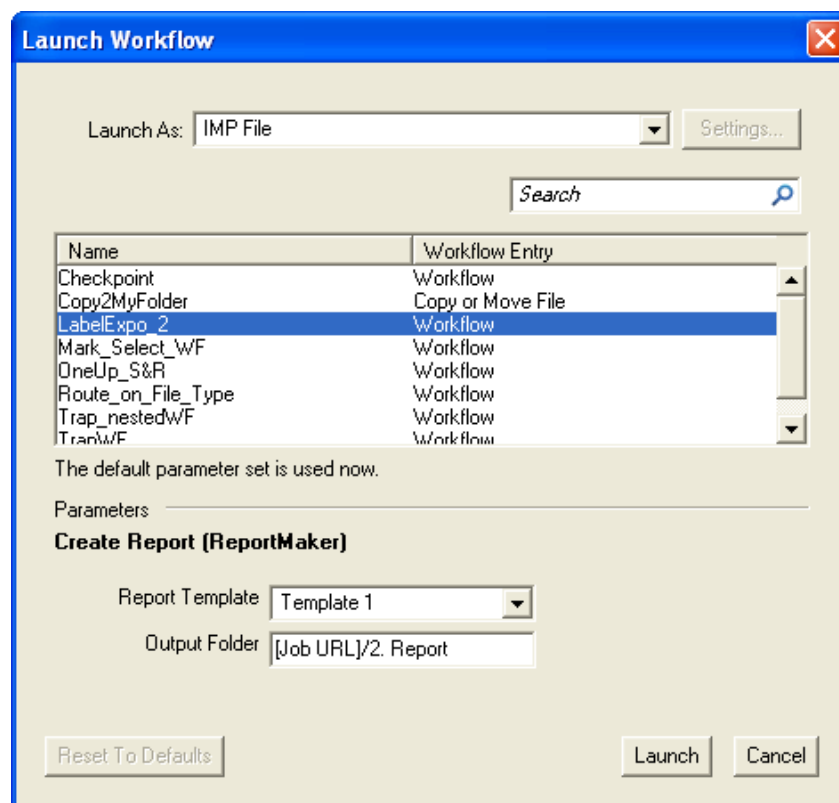 Launch Workflow
Launch As: IMP File Settings...
Search
Name Workflow Entry
Checkpoint Workflow
Copy2MyFolder Copy or Move File
LabelExpo_2 Workflow
Mark_Select_WF Workflow
OneUp_S&R Workflow
Route_on_File_Type Workflow
Trap_nestedWF Workflow
TrapWF Workflow
The default parameter set is used now.
Parameters
Create Report (ReportMaker)
Report Template Template 1
Output Folder [Job URL]/2. Report
Reset To Defaults Launch Cancel